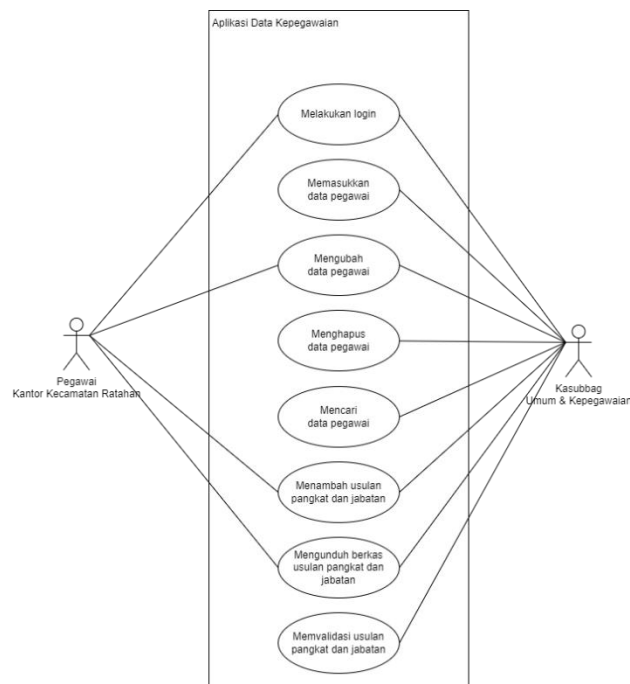 Aplikasi Data Kepegawaian
Melakukan login
Memasukkan
data pegawai
Mengubah
data pegawai
Menghapus
data pegawai
Pegawai
Kantor Kecamatan Ratahan
Kasubbag
Umum & Kepegawaian
Mencari
data pegawai
Menambah usulan
pangkat dan jabatan
Mengunduh berkas
usulan pangkat dan
jabatan
Memvalidasi usulan
pangkat dan jabatan